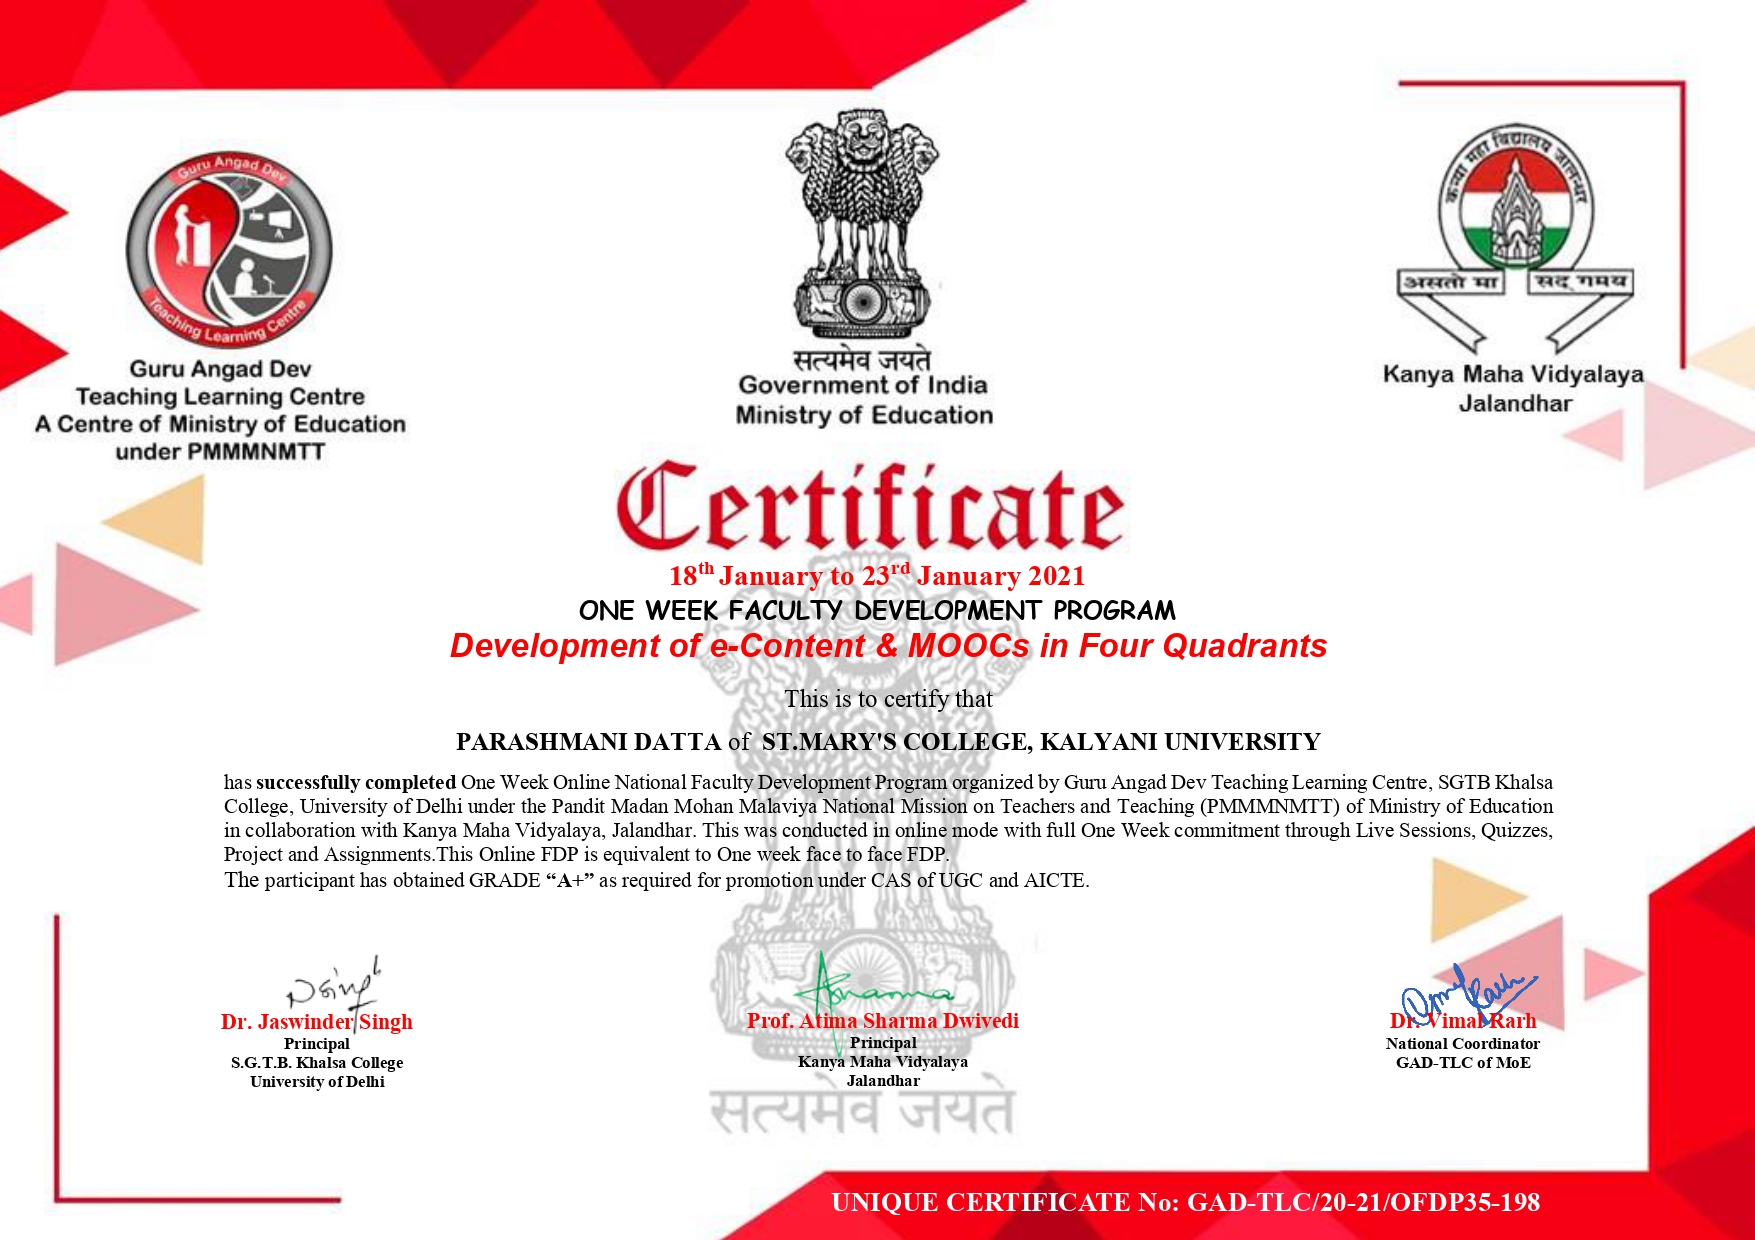 Guru Angad Dev
Teaching Learning Centre
Guru Angad Dev
Teaching Learning Centre
A Centre of Ministry of Education
under PMMMNMTT
सत्यमेव जयते
Government of India
Ministry of Education
कन्या महा विद्यालय जालन्धर
असतो मा सद् गमय
Kanya Maha Vidyalaya
Jalandhar
Certificate
18th January to 23rd January 2021
ONE WEEK FACULTY DEVELOPMENT PROGRAM
Development of e-Content & MOOCs in Four Quadrants
This is to certify that
PARASHMANI DATTA of ST.MARY'S COLLEGE, KALYANI UNIVERSITY
has successfully completed One Week Online National Faculty Development Program organized by Guru Angad Dev Teaching Learning Centre, SGTB Khalsa
College, University of Delhi under the Pandit Madan Mohan Malaviya National Mission on Teachers and Teaching (PMMMNMTT) of Ministry of Education
in collaboration with Kanya Maha Vidyalaya, Jalandhar. This was conducted in online mode with full One Week commitment through Live Sessions, Quizzes,
Project and Assignments.This Online FDP is equivalent to One week face to face FDP.
The participant has obtained GRADE “A+” as required for promotion under CAS of UGC and AICTE.
Dr. Jaswinder Singh
Principal
S.G.T.B. Khalsa College
University of Delhi
Prof. Atima Sharma Dwivedi
Principal
Kanya Maha Vidyalaya
Jalandhar
Dr. Vimal Rarh
National Coordinator
GAD-TLC of MoE
सत्यमेव जयते
UNIQUE CERTIFICATE No: GAD-TLC/20-21/OFDP35-198